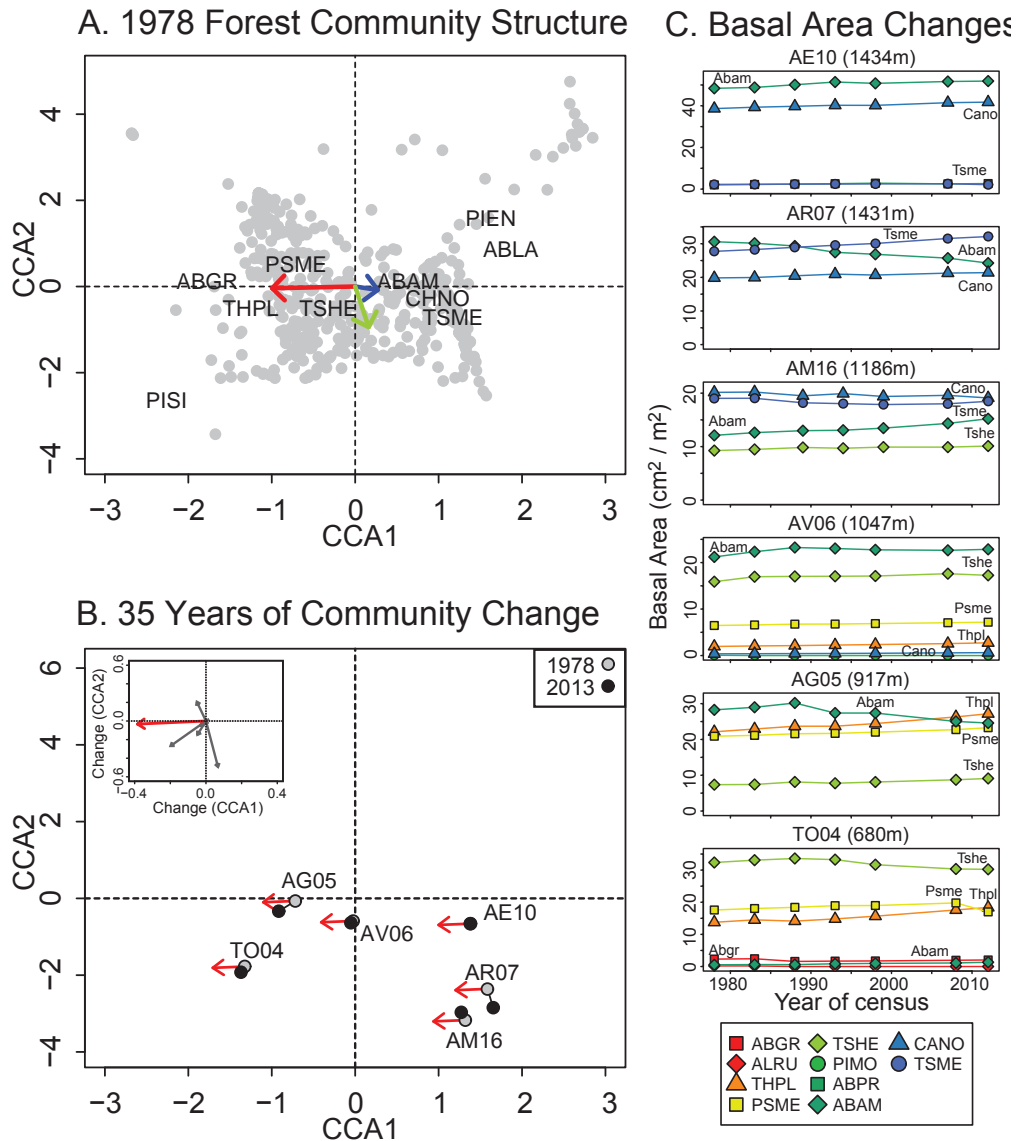 A. 1978 Forest Community Structure
CCA2
4
2
0
−2
−4
PIEN
ABLA
PSME
ABGR
ABAM
THPL
TSHE
CHNO
TSME
PISI
−3 −2 −1 0 1 2 3
CCA1
B. 35 Years of Community Change
CCA2
6
4
2
0
−2
−4
Change (CCA2)
0.6
0.0
−0.6
−0.4 0.0 0.4
Change (CCA1)
1978
2013
AG05
AV06
AE10
TO04
AR07
AM16
−3 −2 −1 0 1 2 3
CCA1
C. Basal Area Changes
Basal Area (cm2 / m2)
AE10 (1434m)
0 20 40
Abam
Cano
Tsme
AR07 (1431m)
0 10 20 30
Tsme
Abam
Cano
AM16 (1186m)
0 10 20
Cano
Tsme
Abam
Tshe
AV06 (1047m)
0 10 20
Abam
Tshe
Psme
Thpl
Cano
AG05 (917m)
0 10 20 30
Abam
Thpl
Psme
Tshe
TO04 (680m)
0 10 20 30
Tshe
Psme
Thpl
Abgr
Abam
1980 1990 2000 2010
Year of census
ABGR TSHE CANO
ALRU PIMO TSME
THPL ABPR
PSME ABAM